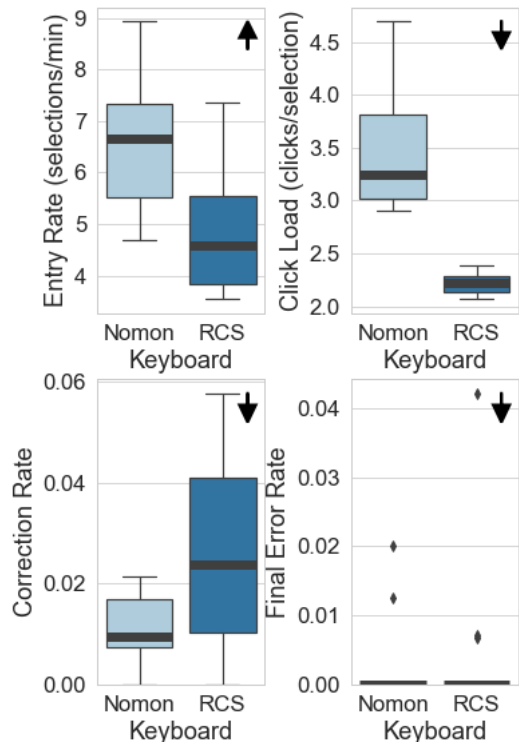 Entry Rate (selections/min)
9
8
7
6
5
4
Nomon RCS
Keyboard
Click Load (clicks/selection)
4.5
4.0
3.5
3.0
2.5
2.0
Nomon RCS
Keyboard
Correction Rate
0.06
0.04
0.02
0.00
Nomon RCS
Keyboard
Final Error Rate
0.04
0.03
0.02
0.01
0.00
Nomon RCS
Keyboard